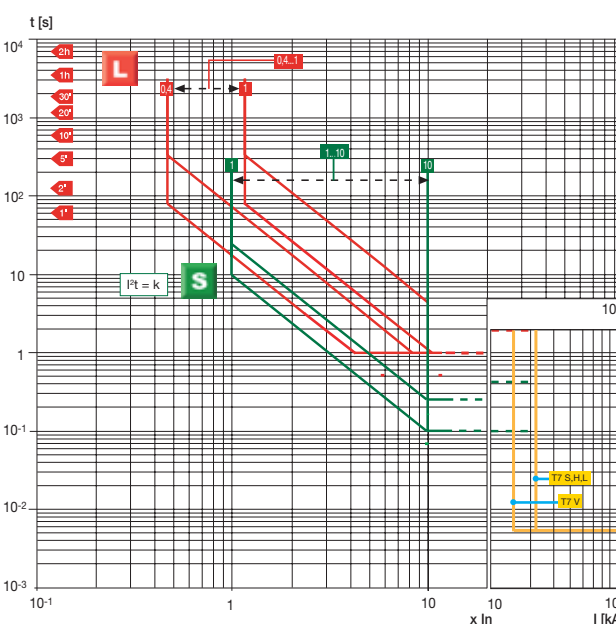 t [s]
10⁴
2h
L
0,4...1
1h
0,4
1
30'
20'
10³
10'
1...10
5'
1
10
2'
10²
1'
I²t = k
S
10
10
1
10⁻¹
T7 S,H,L
T7 V
10⁻²
10⁻³
10⁻¹
1
10
10
10
x In
I [kA